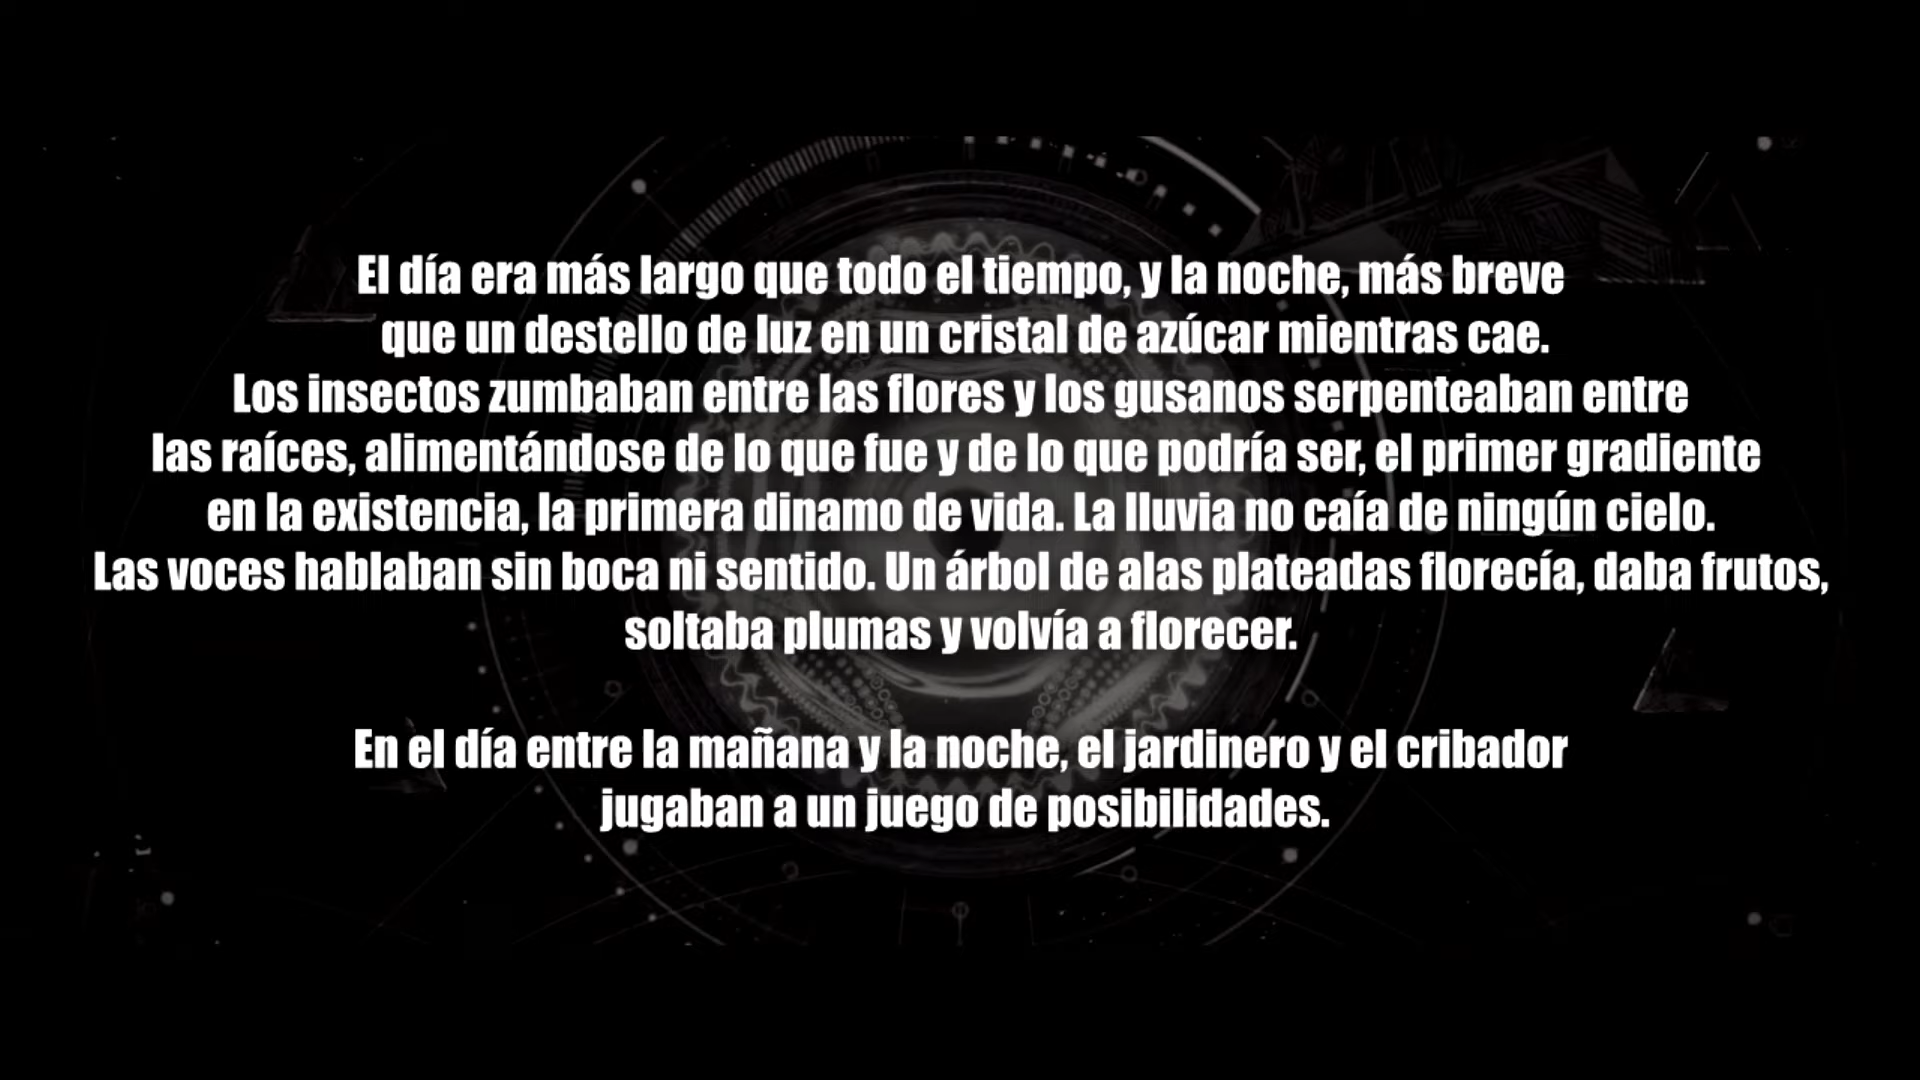 El día era más largo que todo el tiempo, y la noche, más breve
que un destello de luz en un cristal de azúcar mientras cae.
Los insectos zumbaban entre las flores y los gusanos serpenteaban entre
las raíces, alimentándose de lo que fue y de lo que podría ser, el primer gradiente
en la existencia, la primera dinamo de vida. La lluvia no caía de ningún cielo.
Las voces hablaban sin boca ni sentido. Un árbol de alas plateadas florecía, daba frutos,
soltaba plumas y volvía a florecer.
En el día entre la mañana y la noche, el jardinero y el cribador
jugaban a un juego de posibilidades.